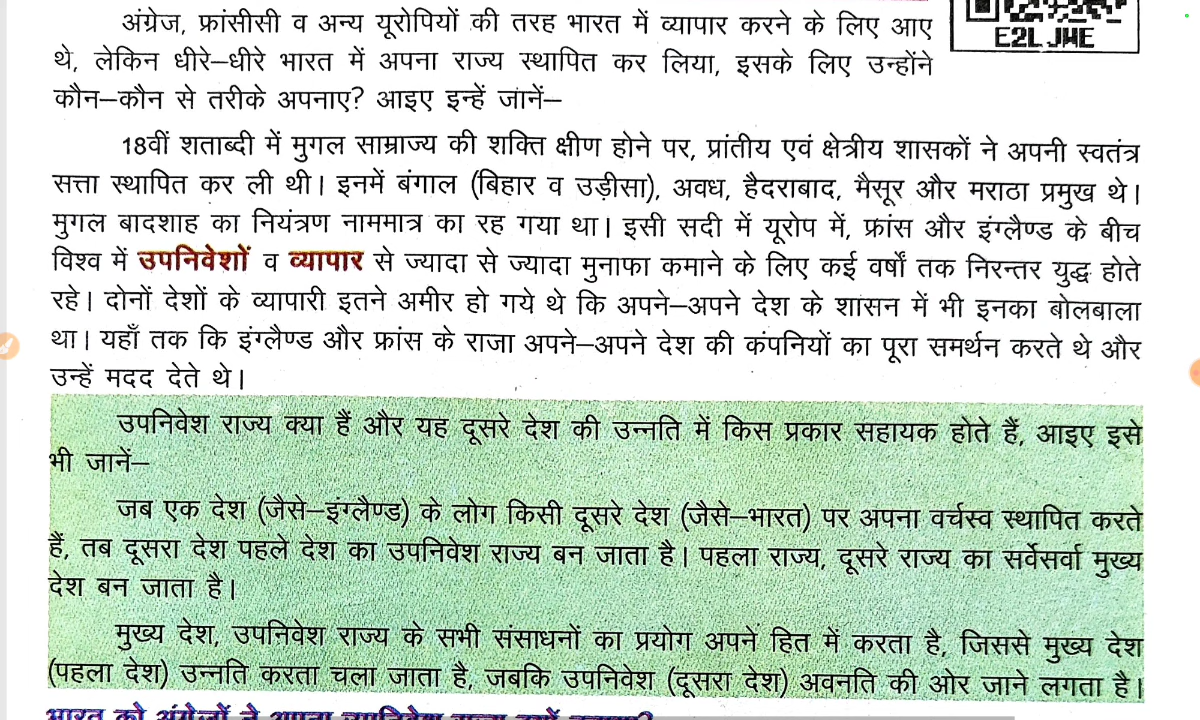 अंग्रेज, फ्रांसीसी व अन्य यूरोपियों की तरह भारत में व्यापार करने के लिए आए
E2LJWE
थे, लेकिन धीरे–धीरे भारत में अपना राज्य स्थापित कर लिया, इसके लिए उन्होंने
कौन–कौन से तरीके अपनाए? आइए इन्हें जानें–
18वीं शताब्दी में मुगल साम्राज्य की शक्ति क्षीण होने पर, प्रांतीय एवं क्षेत्रीय शासकों ने अपनी स्वतंत्र
सत्ता स्थापित कर ली थी। इनमें बंगाल (बिहार व उड़ीसा), अवध, हैदराबाद, मैसूर और मराठा प्रमुख थे।
मुगल बादशाह का नियंत्रण नाममात्र का रह गया था। इसी सदी में यूरोप में, फ्रांस और इंग्लैण्ड के बीच
विश्व में उपनिवेशों व व्यापार से ज्यादा से ज्यादा मुनाफा कमाने के लिए कई वर्षों तक निरन्तर युद्ध होते
रहे। दोनों देशों के व्यापारी इतने अमीर हो गये थे कि अपने–अपने देश के शासन में भी इनका बोलबाला
था। यहाँ तक कि इंग्लैण्ड और फ्रांस के राजा अपने–अपने देश की कंपनियों का पूरा समर्थन करते थे और
उन्हें मदद देते थे।
उपनिवेश राज्य क्या हैं और यह दूसरे देश की उन्नति में किस प्रकार सहायक होते हैं, आइए इसे
भी जानें–
जब एक देश (जैसे–इंग्लैण्ड) के लोग किसी दूसरे देश (जैसे–भारत) पर अपना वर्चस्व स्थापित करते
हैं, तब दूसरा देश पहले देश का उपनिवेश राज्य बन जाता है। पहला राज्य, दूसरे राज्य का सर्वेसर्वा मुख्य
देश बन जाता है।
मुख्य देश, उपनिवेश राज्य के सभी संसाधनों का प्रयोग अपने हित में करता है, जिससे मुख्य देश
(पहला देश) उन्नति करता चला जाता है, जबकि उपनिवेश (दूसरा देश) अवनति की ओर जाने लगता है।
भारत को अंग्रेजों ने अपना उपनिवेश राज्य क्यों